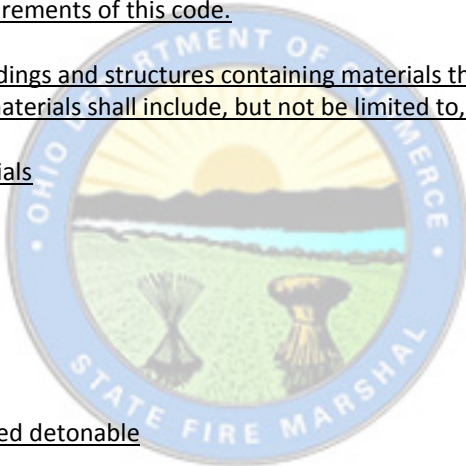 irements of this code.
dings and structures containing materials th
aterials shall include, but not be limited to,
ials
ed detonable
OHIO DEPARTMENT OF COMMERCE
STATE FIRE MARSHAL